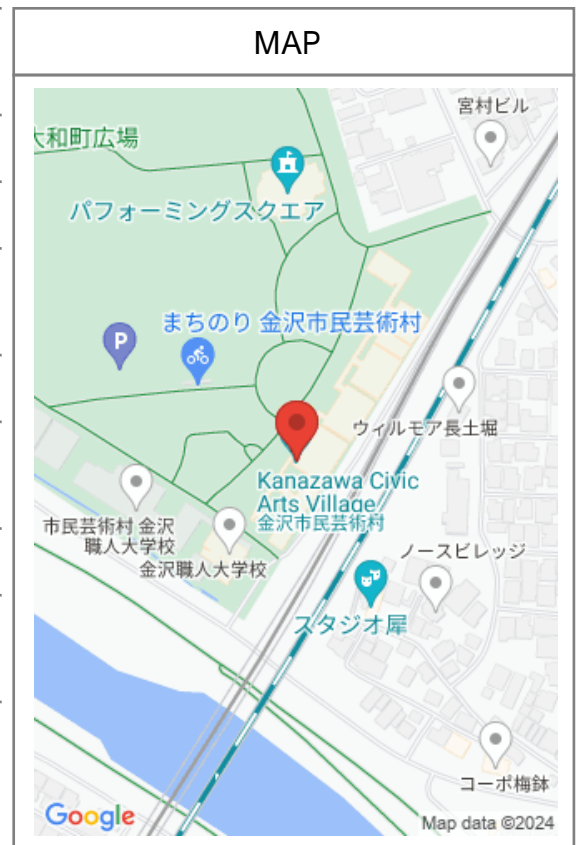 MAP
宮村ビル
大和町広場
パフォーミングスクエア
まちのり 金沢市民芸術村
P
ウィルモア長土堀
Kanazawa Civic
Arts Village
金沢市民芸術村
市民芸術村 金沢
職人大学校
金沢職人大学校
ノースビレッジ
スタジオ犀
コーポ梅鉢
Google
Map data ©2024